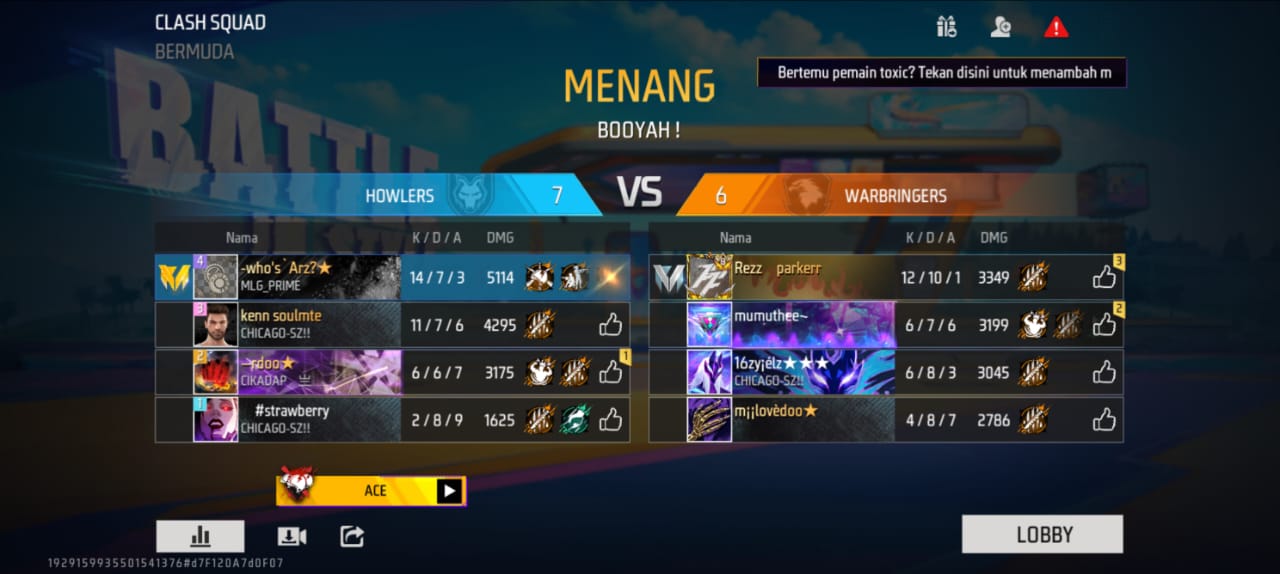 CLASH SQUAD
BERMUDA
BATTLE
MENANG
Bertemu pemain toxic? Tekan disini untuk menambah m
BOOYAH !
HOWLERS 7 VS 6 WARBRINGERS
Nama K / D / A DMG
4 -who's`Arz?★ 14 / 7 / 3 5114
MLG_PRIME
3 kenn soulmte 11 / 7 / 6 4295
CHICAGO-SZ!!
2 rdoo★ 6 / 6 / 7 3175 1
CIKADAP
1 #strawberry 2 / 8 / 9 1625
CHICAGO-SZ!!
Nama K / D / A DMG
Rezz parkerr 12 / 10 / 1 3349 3
mumuthee~ 6 / 7 / 6 3199 2
16zy¡élz★★★ 6 / 8 / 3 3045
CHICAGO-SZ!!
m¡¡lovèdoo★ 4 / 8 / 7 2786
ACE
LOBBY
1929159935501541376#d7F120A7d0F07